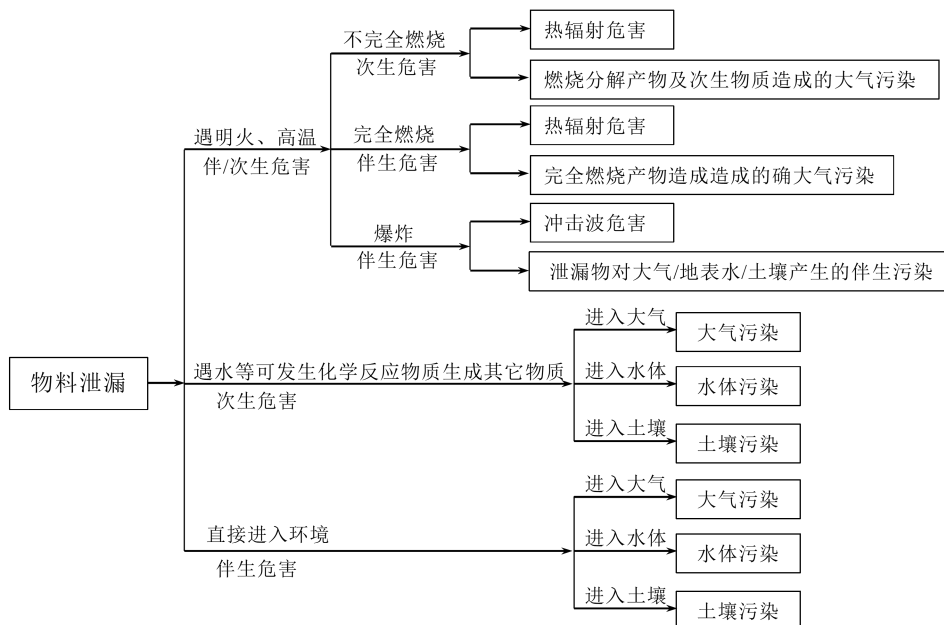 不完全燃烧
次生危害
热辐射危害
燃烧分解产物及次生物质造成的大气污染
遇明火、高温
伴/次生危害
完全燃烧
伴生危害
热辐射危害
完全燃烧产物造成造成的确大气污染
爆炸
伴生危害
冲击波危害
泄漏物对大气/地表水/土壤产生的伴生污染
物料泄漏
遇水等可发生化学反应物质生成其它物质
次生危害
进入大气
大气污染
进入水体
水体污染
进入土壤
土壤污染
直接进入环境
伴生危害
进入大气
大气污染
进入水体
水体污染
进入土壤
土壤污染